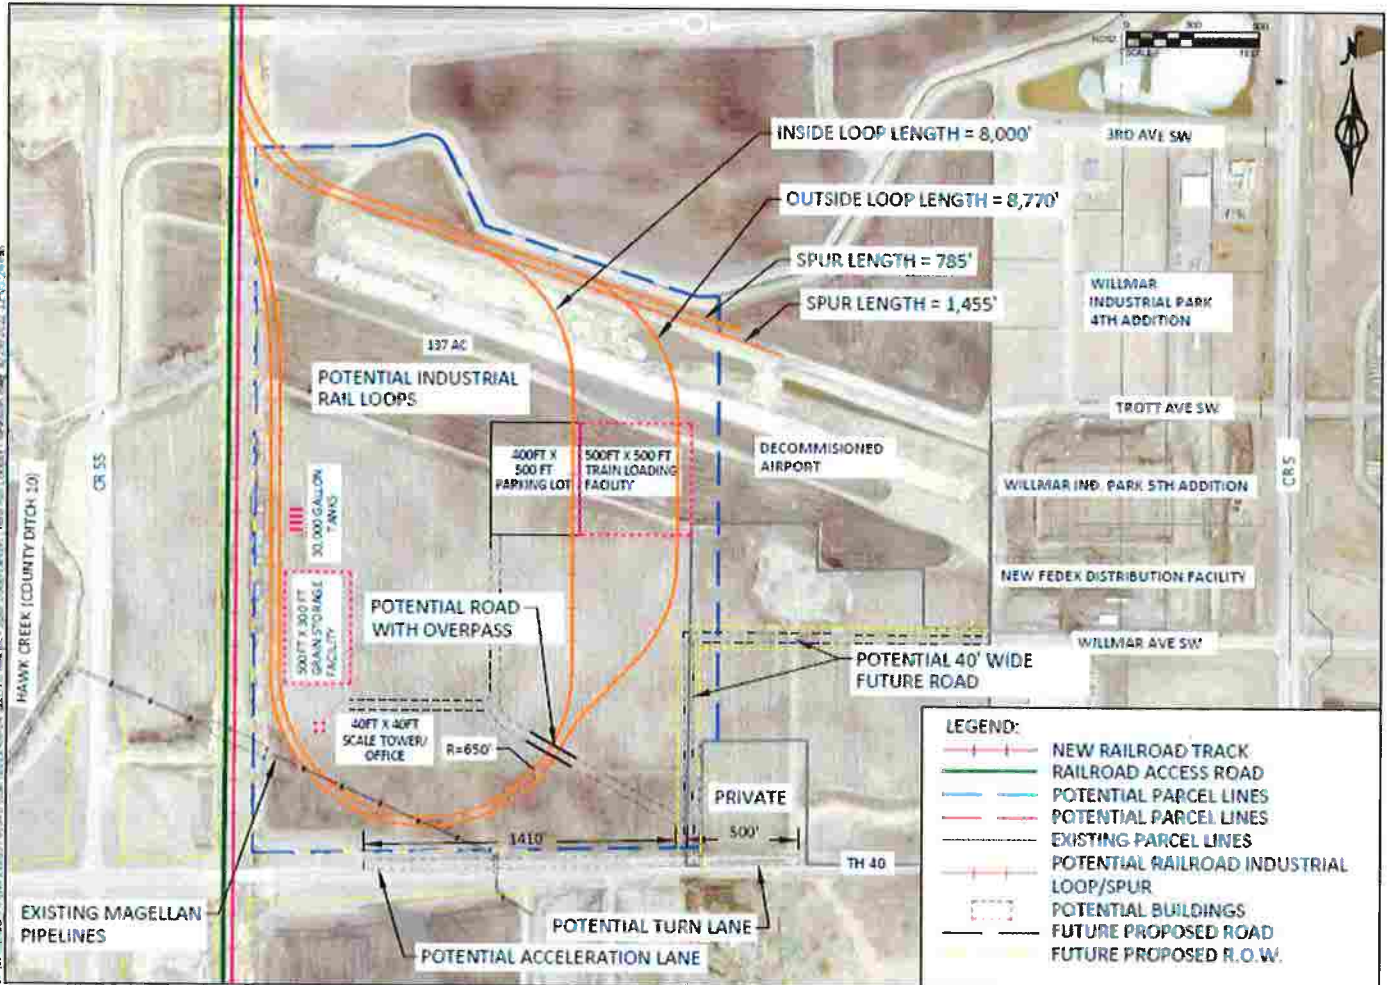 0 300 600
SCALE FEET
N
INSIDE LOOP LENGTH = 8,000'
3RD AVE SW
OUTSIDE LOOP LENGTH = 8,770'
SPUR LENGTH = 785'
SPUR LENGTH = 1,455'
WILLMAR
INDUSTRIAL PARK
4TH ADDITION
137 AC
POTENTIAL INDUSTRIAL
RAIL LOOPS
TROTT AVE SW
DECOMMISIONED
AIRPORT
400FT X
500 FT
PARKING LOT
500FT X 500 FT
TRAIN LOADING
FACILITY
CR 55
CR 5
HAWK CREEK (COUNTY DITCH 10)
30,000 GALLON
TANKS
WILLMAR IND. PARK 5TH ADDITION
NEW FEDEX DISTRIBUTION FACILITY
500 FT X 300 FT
GRAIN STORAGE
FACILITY
POTENTIAL ROAD
WITH OVERPASS
WILLMAR AVE SW
POTENTIAL 40' WIDE
FUTURE ROAD
40FT X 40FT
SCALE TOWER/
OFFICE
R=650'
PRIVATE
1410'
500'
TH 40
EXISTING MAGELLAN
PIPELINES
POTENTIAL TURN LANE
POTENTIAL ACCELERATION LANE
LEGEND:
NEW RAILROAD TRACK
RAILROAD ACCESS ROAD
POTENTIAL PARCEL LINES
POTENTIAL PARCEL LINES
EXISTING PARCEL LINES
POTENTIAL RAILROAD INDUSTRIAL
LOOP/SPUR
POTENTIAL BUILDINGS
FUTURE PROPOSED ROAD
FUTURE PROPOSED R.O.W.